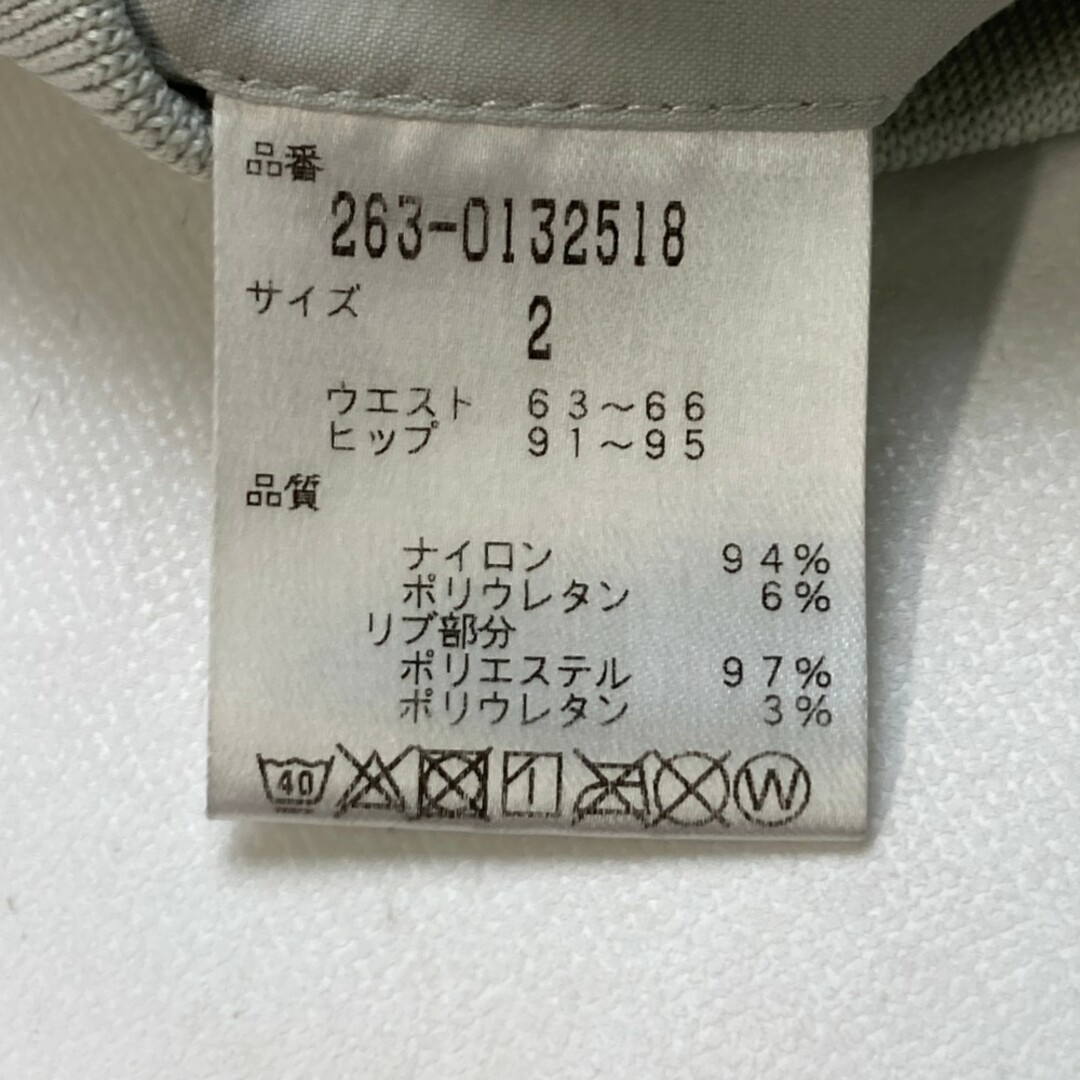 品番
263-0132518
サイズ
2
ウエスト 63～66
ヒップ 91～95
品質
ナイロン 94%
ポリウレタン 6%
リブ部分
ポリエステル 97%
ポリウレタン 3%
40 W